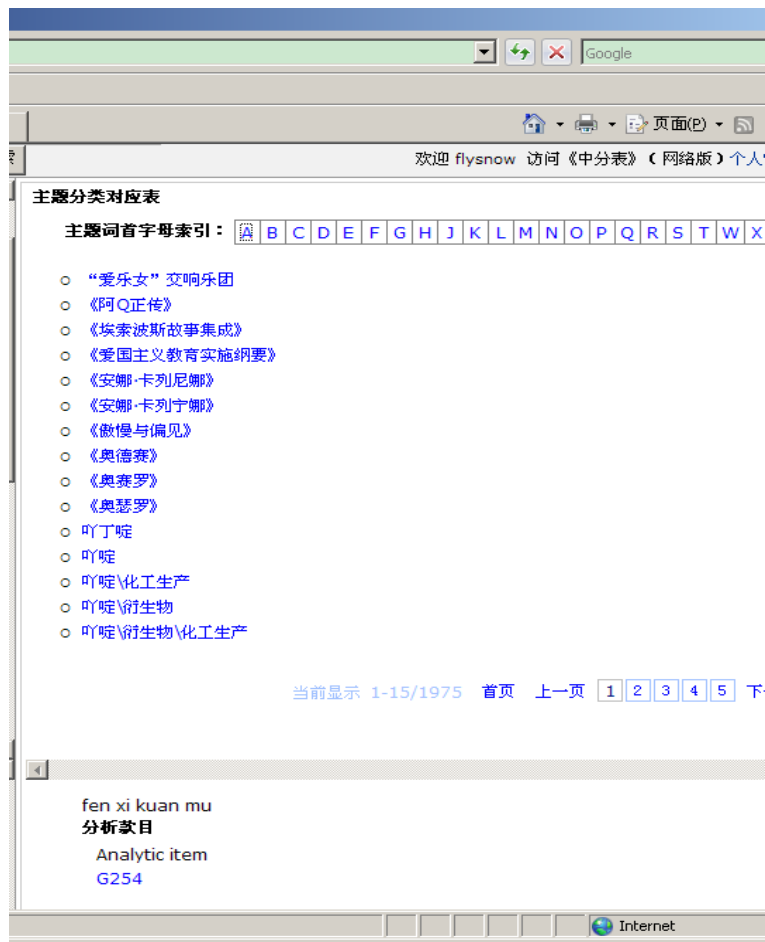 Google
页面(P)
欢迎 flysnow 访问《中分表》(网络版) 个人
主题分类对应表
主题词首字母索引： A B C D E F G H J K L M N O P Q R S T W X
“爱乐女”交响乐团
《阿Q正传》
《埃索波斯故事集成》
《爱国主义教育实施纲要》
《安娜·卡列尼娜》
《安娜·卡列宁娜》
《傲慢与偏见》
《奥德赛》
《奥赛罗》
《奥瑟罗》
吖丁啶
吖啶
吖啶\化工生产
吖啶\衍生物
吖啶\衍生物\化工生产
当前显示 1-15/1975 首页 上一页 1 2 3 4 5 下
fen xi kuan mu
分析款目
Analytic item
G254
Internet